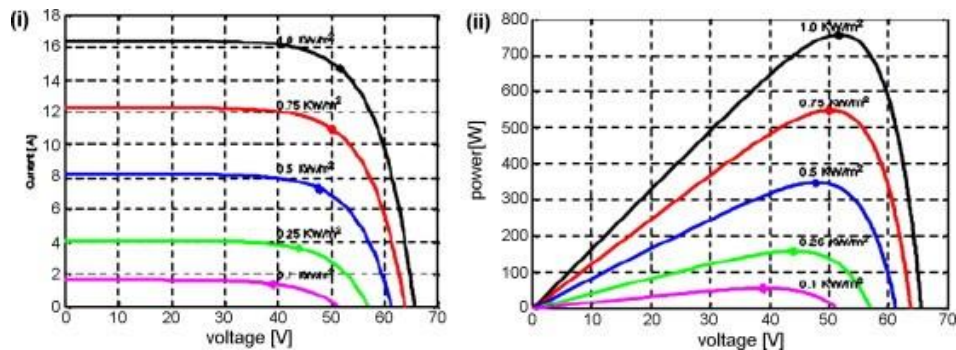 (i)
18
16
14
12
10
8
6
4
2
0
Current [A]
1.0 KW/m²
0.75 KW/m²
0.5 KW/m²
0.25 KW/m²
0.1 KW/m²
0 10 20 30 40 50 60 70
voltage [V]
(ii)
800
700
600
500
400
300
200
100
0
power[W]
1.0 KW/m²
0.75 KW/m²
0.5 KW/m²
0.25 KW/m²
0.1 KW/m²
0 10 20 30 40 50 60 70
voltage [V]